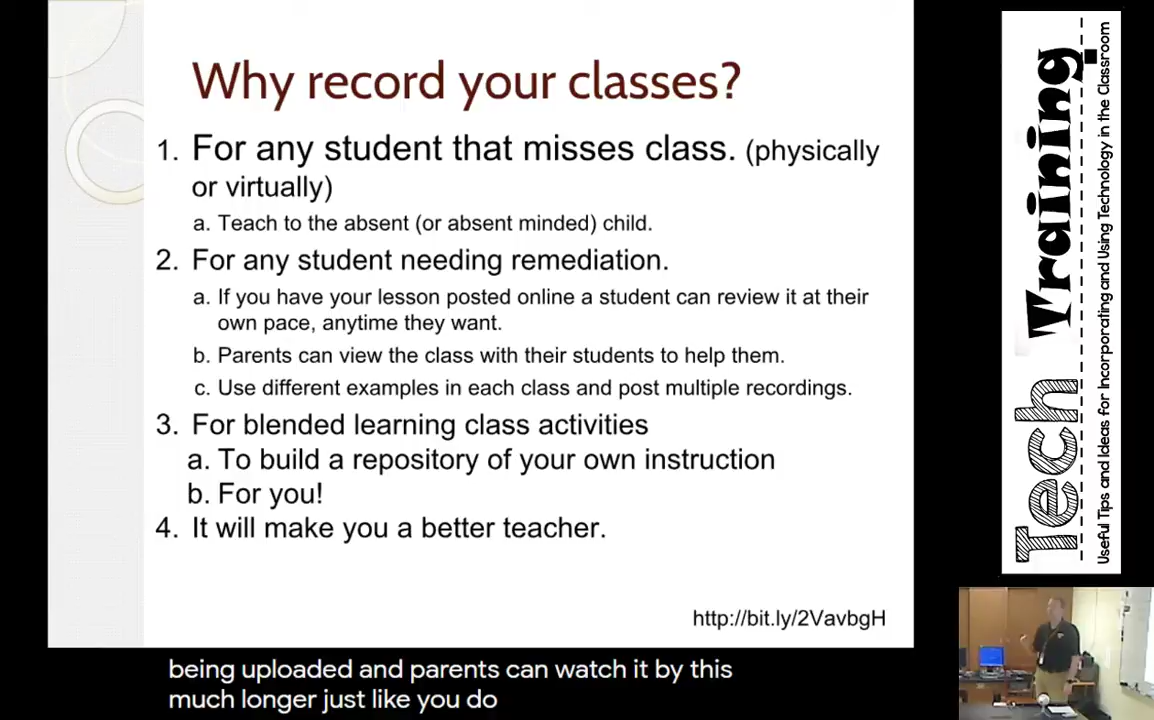 Why record your classes?
1. For any student that misses class. (physically
or virtually)
a. Teach to the absent (or absent minded) child.
2. For any student needing remediation.
a. If you have your lesson posted online a student can review it at their
own pace, anytime they want.
b. Parents can view the class with their students to help them.
c. Use different examples in each class and post multiple recordings.
3. For blended learning class activities
a. To build a repository of your own instruction
b. For you!
4. It will make you a better teacher.
http://bit.ly/2VavbgH
being uploaded and parents can watch it by this
much longer just like you do
Tech Training
Useful Tips and Ideas for Incorporating and Using Technology in the Classroom